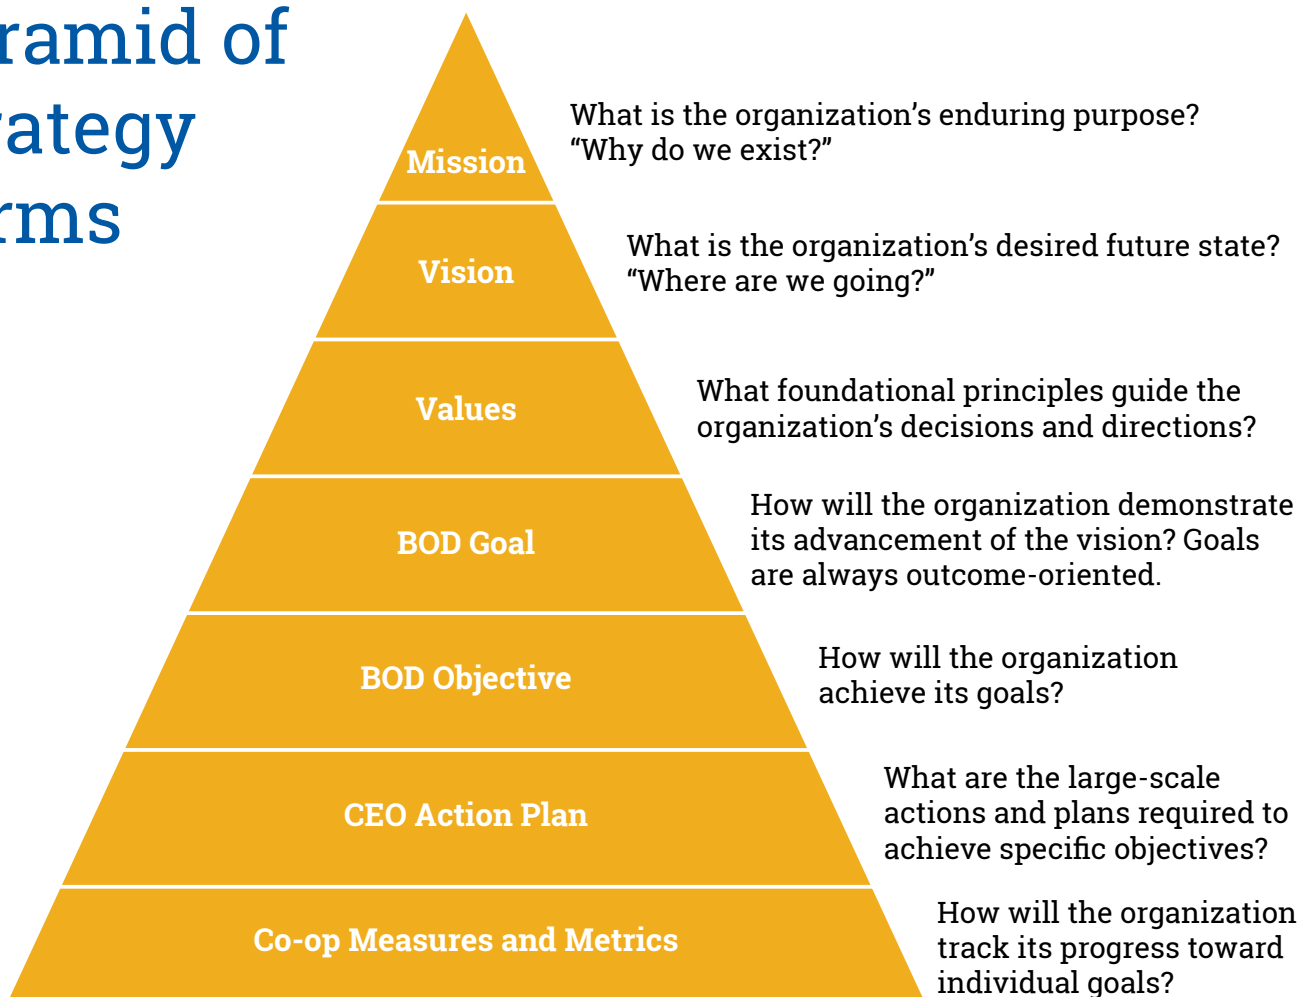 ramid of
rategy
rms
What is the organization’s enduring purpose?
“Why do we exist?”
Mission
What is the organization’s desired future state?
“Where are we going?”
Vision
What foundational principles guide the
organization’s decisions and directions?
Values
How will the organization demonstrate
its advancement of the vision? Goals
are always outcome-oriented.
BOD Goal
How will the organization
achieve its goals?
BOD Objective
What are the large-scale
actions and plans required to
achieve specific objectives?
CEO Action Plan
How will the organization
track its progress toward
individual goals?
Co-op Measures and Metrics